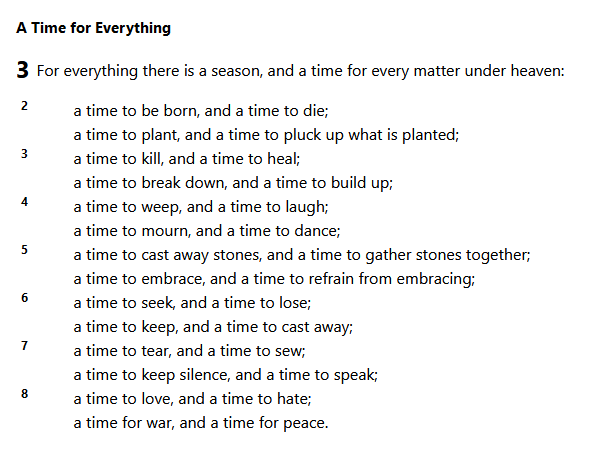 A Time for Everything
3 For everything there is a season, and a time for every matter under heaven:
2 a time to be born, and a time to die;
a time to plant, and a time to pluck up what is planted;
3 a time to kill, and a time to heal;
a time to break down, and a time to build up;
4 a time to weep, and a time to laugh;
a time to mourn, and a time to dance;
5 a time to cast away stones, and a time to gather stones together;
a time to embrace, and a time to refrain from embracing;
6 a time to seek, and a time to lose;
a time to keep, and a time to cast away;
7 a time to tear, and a time to sew;
a time to keep silence, and a time to speak;
8 a time to love, and a time to hate;
a time for war, and a time for peace.